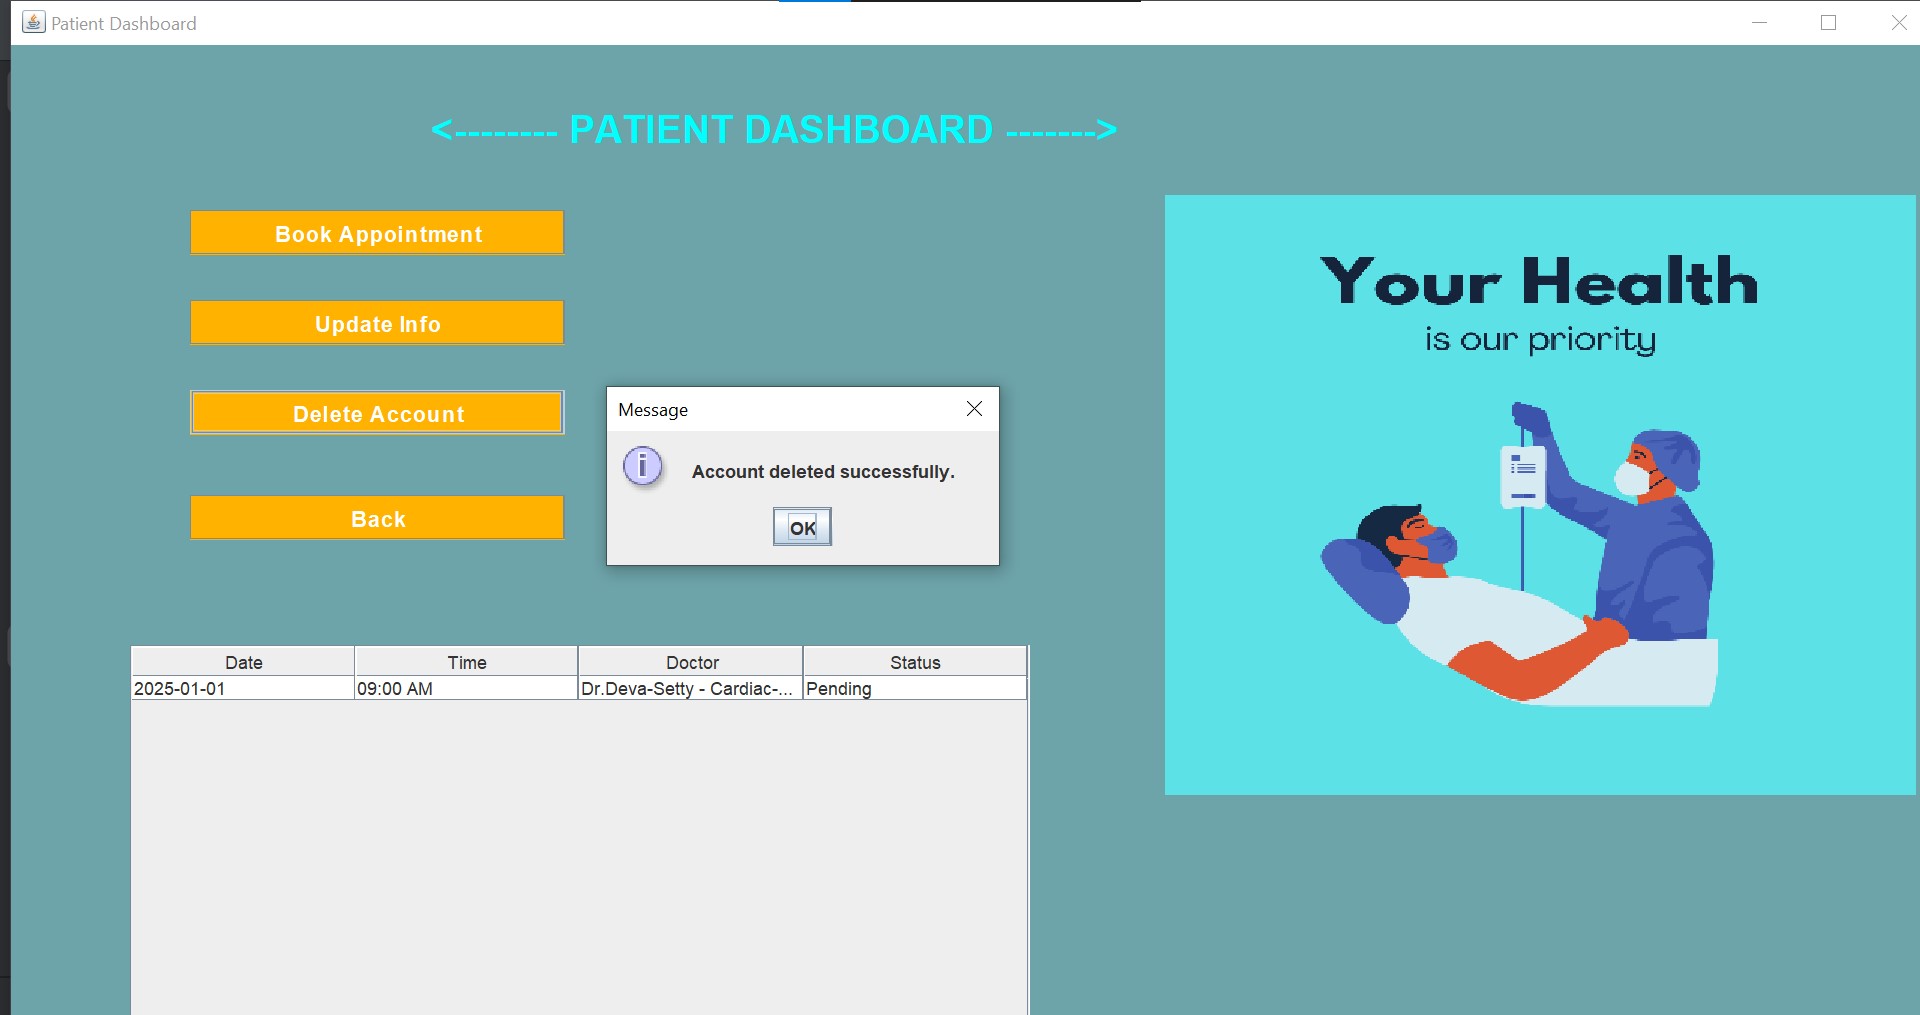 Patient Dashboard
<-------- PATIENT DASHBOARD ------->
Book Appointment
Update Info
Delete Account
Back
Message
Account deleted successfully.
OK
Your Health
is our priority
Date Time Doctor Status
2025-01-01 09:00 AM Dr.Deva-Setty - Cardiac-... Pending